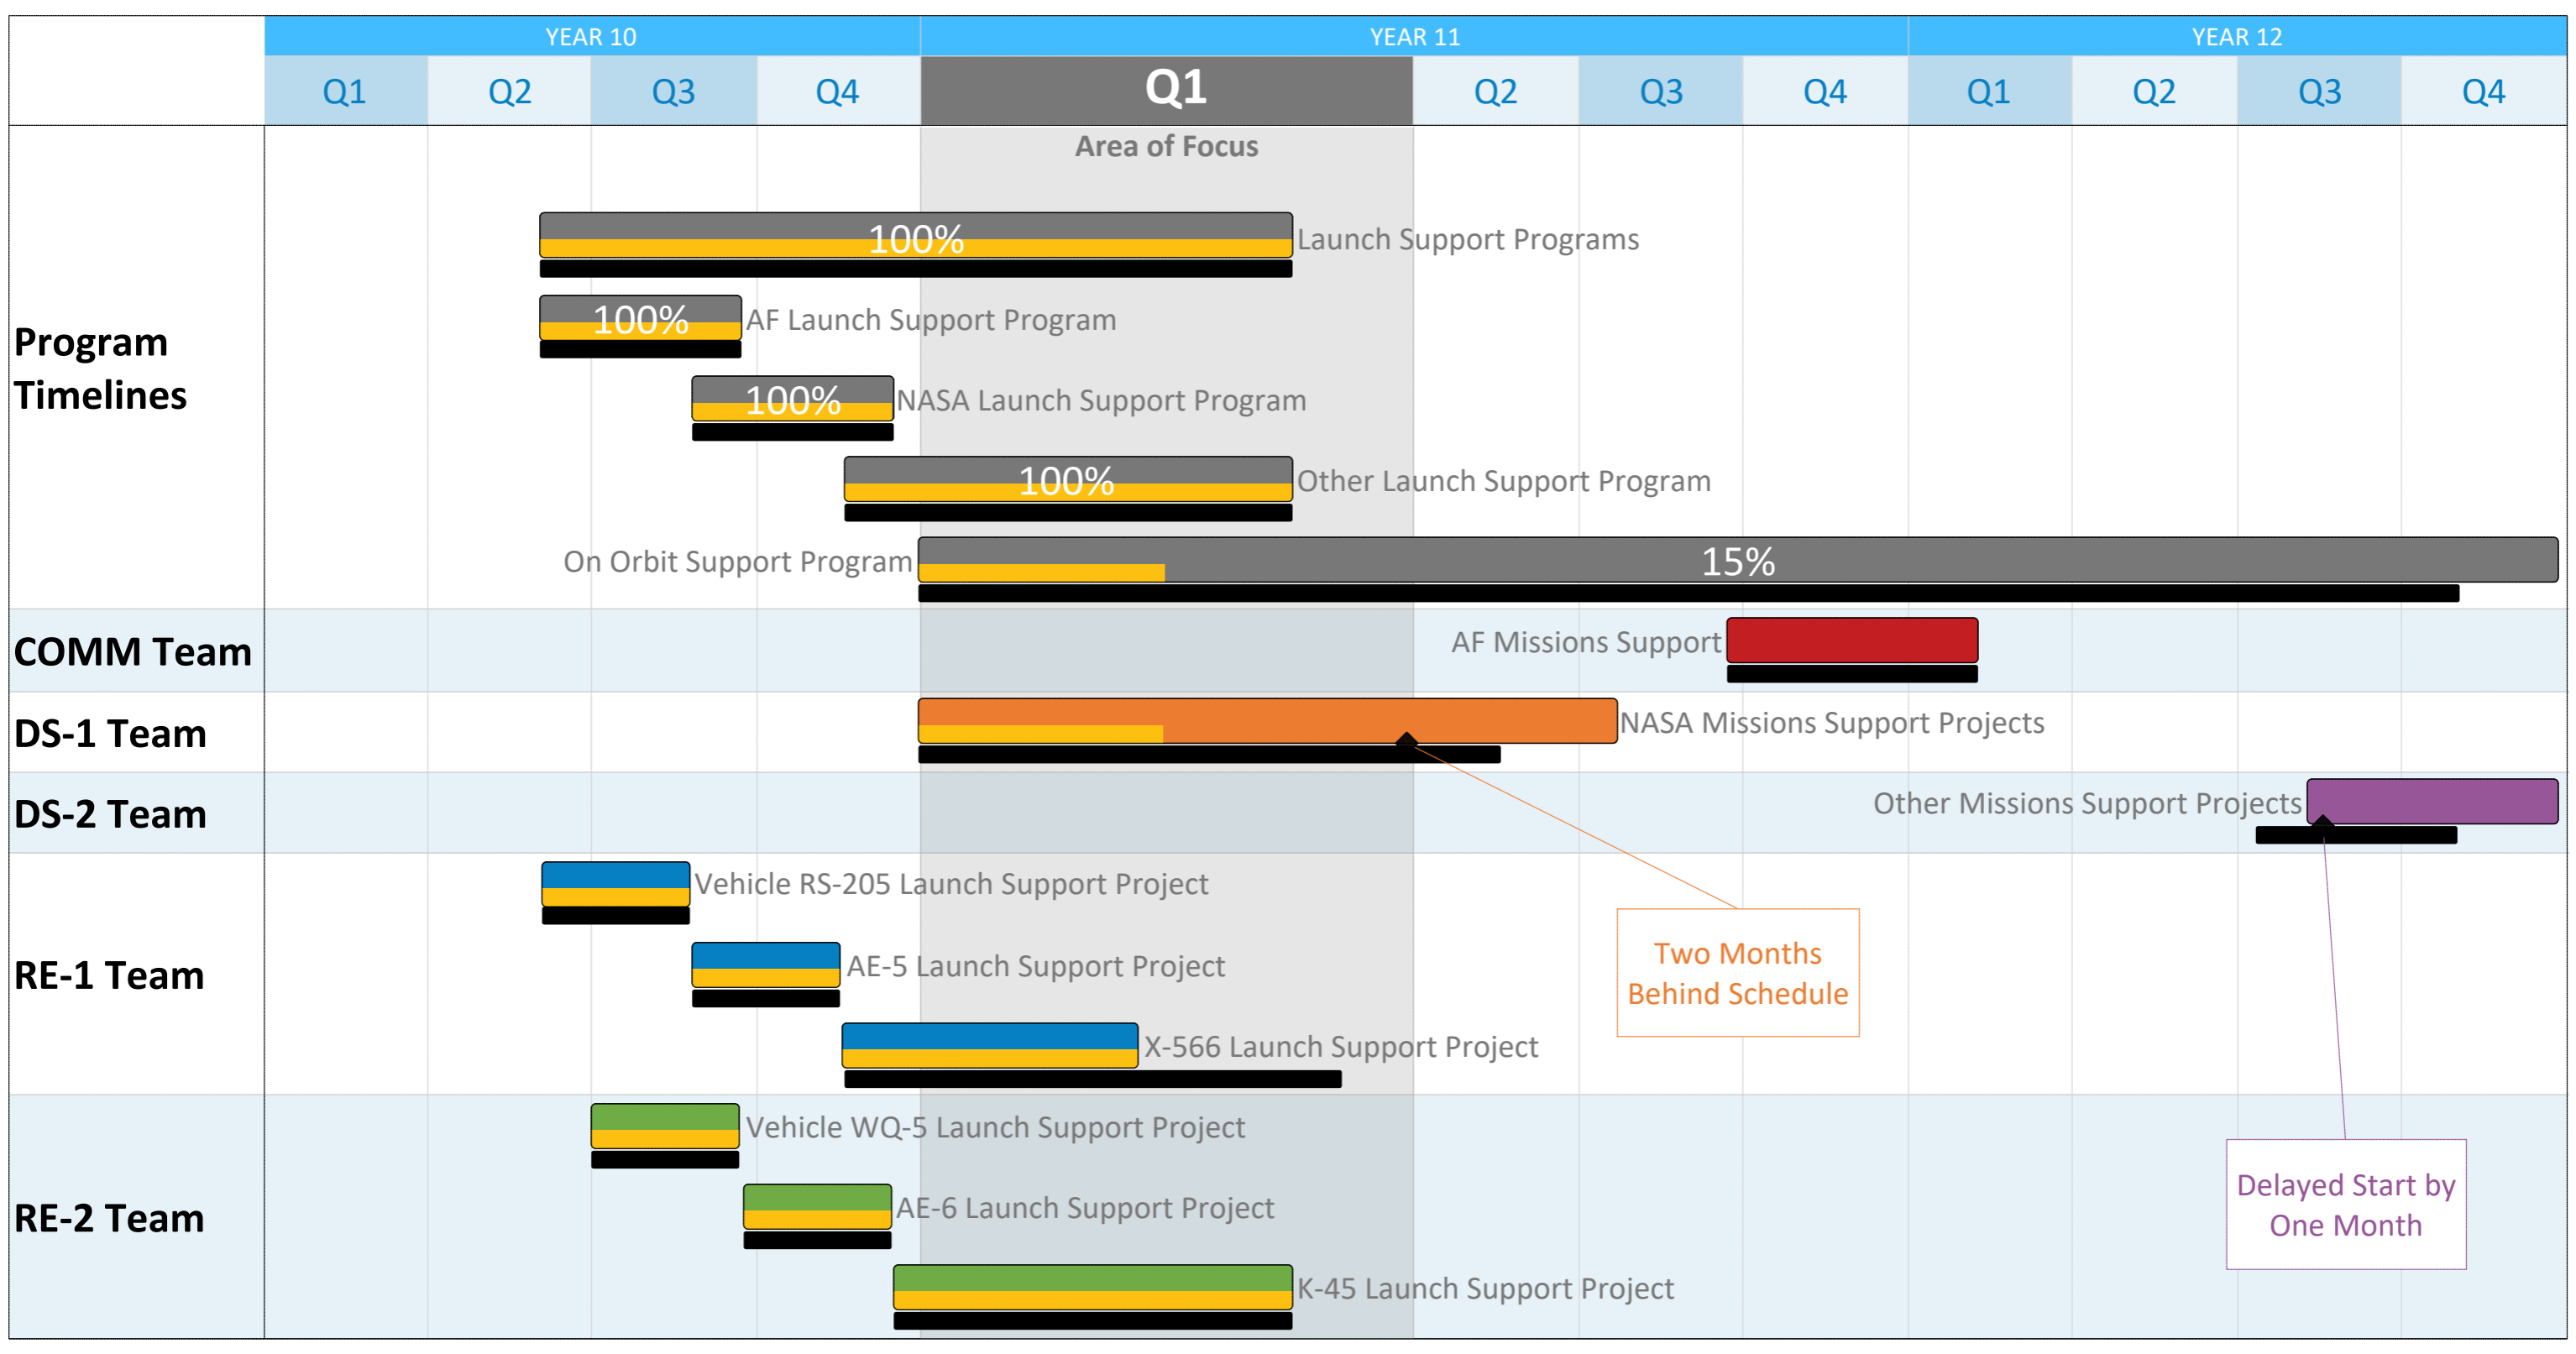 YEAR 10
YEAR 11
YEAR 12
Q1
Q2
Q3
Q4
Q1
Q2
Q3
Q4
Q1
Q2
Q3
Q4
Area of Focus
Program
Timelines
100%
Launch Support Programs
100%
AF Launch Support Program
100%
NASA Launch Support Program
100%
Other Launch Support Program
On Orbit Support Program
15%
COMM Team
AF Missions Support
DS-1 Team
NASA Missions Support Projects
DS-2 Team
Other Missions Support Projects
RE-1 Team
Vehicle RS-205 Launch Support Project
AE-5 Launch Support Project
X-566 Launch Support Project
Two Months
Behind Schedule
RE-2 Team
Vehicle WQ-5 Launch Support Project
AE-6 Launch Support Project
K-45 Launch Support Project
Delayed Start by
One Month